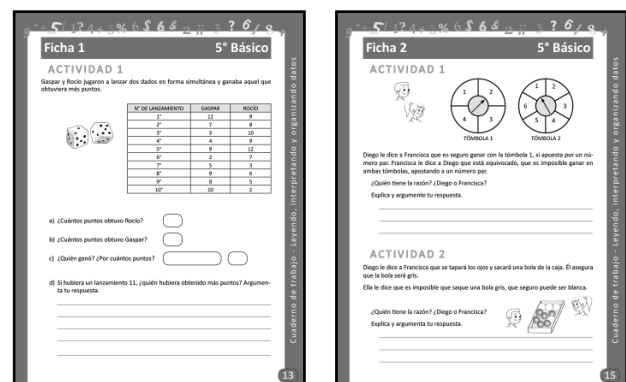 Ficha 1
5° Básico
ACTIVIDAD 1
Gaspar y Rocío jugaron a lanzar dos dados en forma simultánea y ganaba aquel que
obtuviera más puntos.
N° DE LANZAMIENTO GASPAR ROCÍO
1° 12 9
2° 7 8
3° 3 10
4° 4 9
5° 9 12
6° 2 7
7° 5 3
8° 9 6
9° 8 5
10° 10 2
a) ¿Cuántos puntos obtuvo Rocío?
b) ¿Cuántos puntos obtuvo Gaspar?
c) ¿Quién ganó? ¿Por cuántos puntos?
d) Si hubiera un lanzamiento 11, ¿quién hubiera obtenido más puntos? Argumen-
ta tu respuesta.
Cuaderno de trabajo - Leyendo, interpretando y organizando datos
13
Ficha 2
5° Básico
ACTIVIDAD 1
1 2
4 3
TÓMBOLA 1
1 2
6 3
5 4
TÓMBOLA 2
Diego le dice a Francisca que es seguro ganar con la tómbola 1, si apuesta por un nú-
mero par. Francisca le dice a Diego que está equivocado, que es imposible ganar en
ambas tómbolas, apostando a un número par.
¿Quién tiene la razón? ¿Diego o Francisca?
Explica y argumente tu respuesta.
ACTIVIDAD 2
Diego le dice a Francisca que se tapará los ojos y sacará una bola de la caja. Él asegura
que la bola será gris.
Ella le dice que es imposible que saque una bola gris, que seguro puede ser blanca.
¿Quién tiene la razón? ¿Diego o Francisca?
Explica y argumenta tu respuesta.
Cuaderno de trabajo - Leyendo, interpretando y organizando datos
15